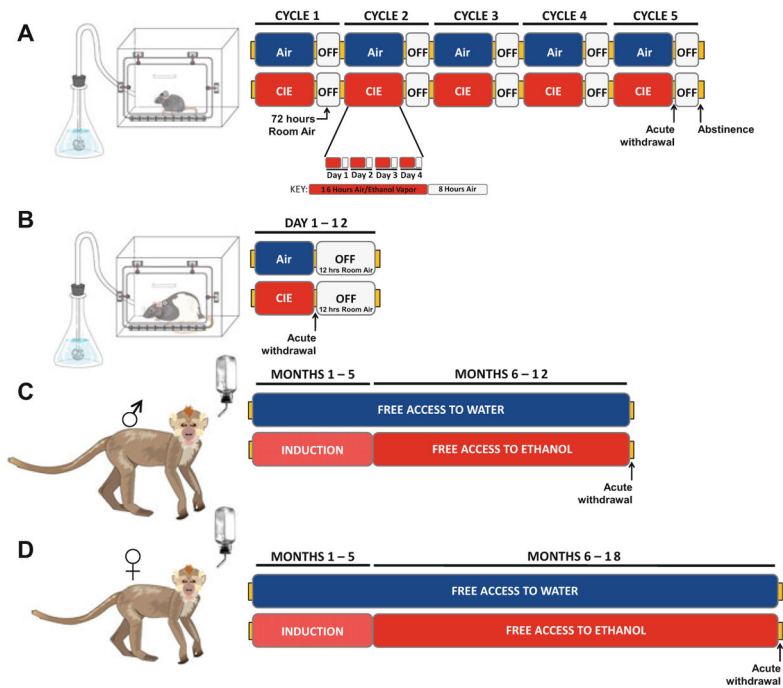 A
CYCLE 1 CYCLE 2 CYCLE 3 CYCLE 4 CYCLE 5
Air OFF Air OFF Air OFF Air OFF Air OFF
CIE OFF CIE OFF CIE OFF CIE OFF CIE OFF
72 hours
Room Air
Acute
withdrawal
Abstinence
Day 1 Day 2 Day 3 Day 4
KEY: 16 Hours Air/Ethanol Vapor 8 Hours Air
B
DAY 1 – 12
Air OFF
12 hrs Room Air
CIE OFF
12 hrs Room Air
Acute
withdrawal
C
♂
MONTHS 1 – 5 MONTHS 6 – 12
FREE ACCESS TO WATER
INDUCTION FREE ACCESS TO ETHANOL
Acute
withdrawal
D
♀
MONTHS 1 – 5 MONTHS 6 – 18
FREE ACCESS TO WATER
INDUCTION FREE ACCESS TO ETHANOL
Acute
withdrawal